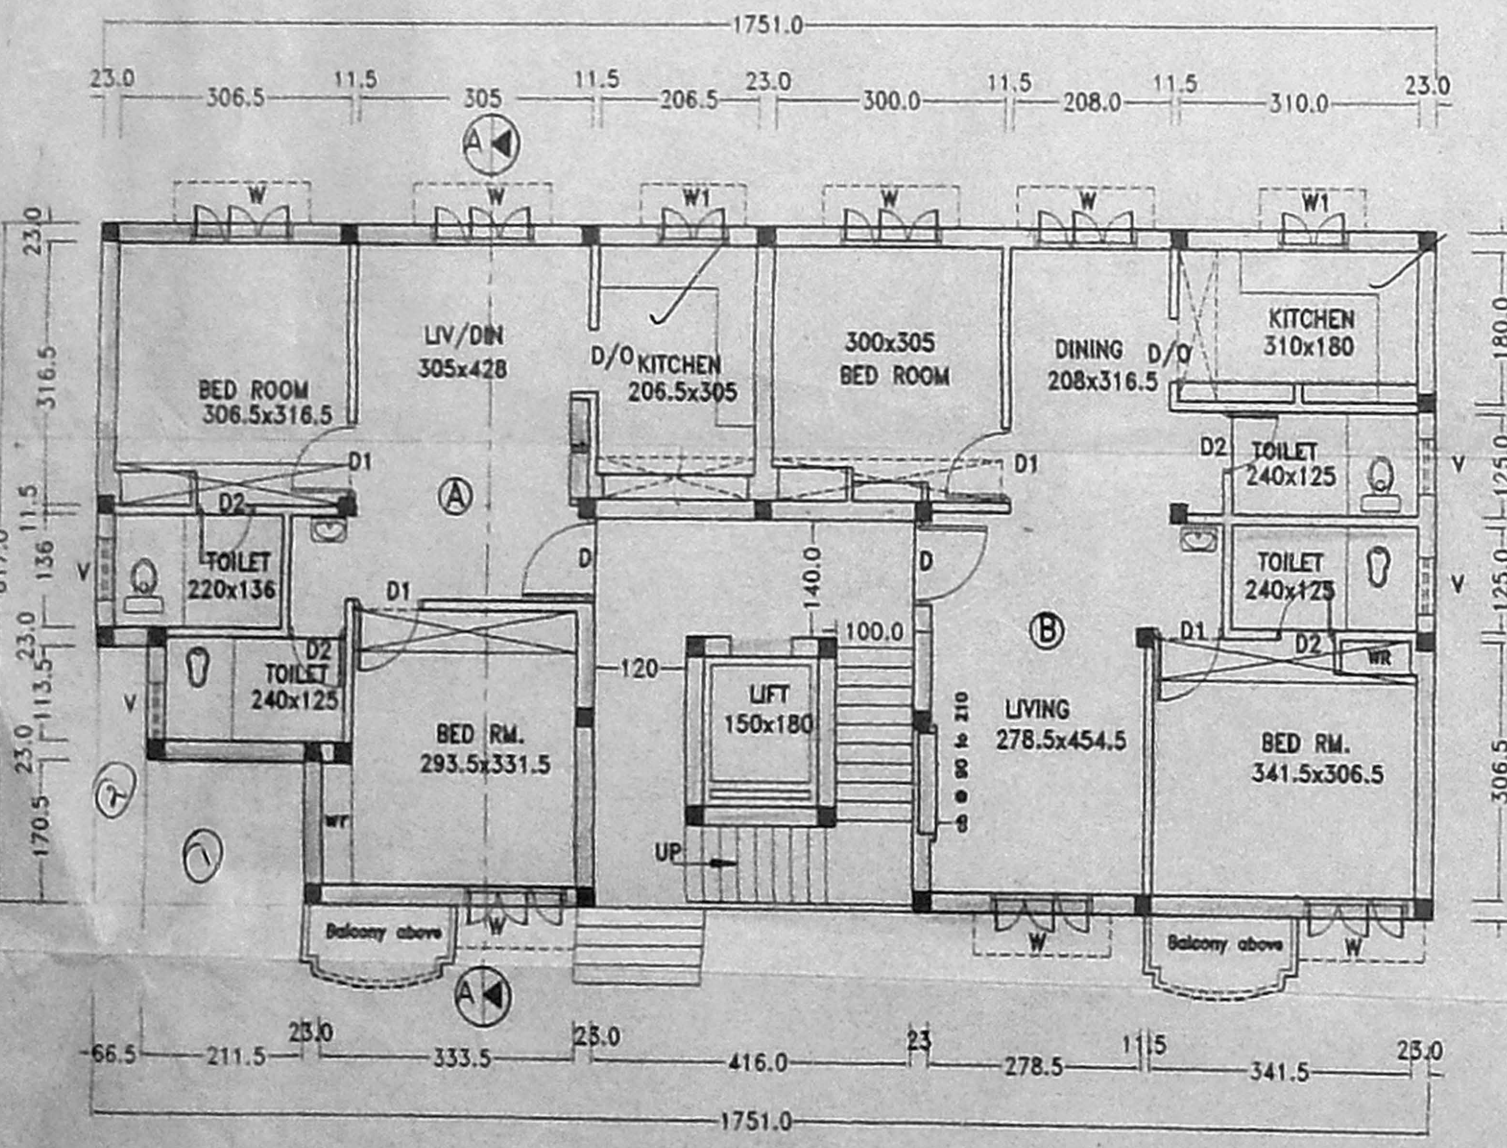 1751.0
23.0 306.5 11.5 305 11.5 206.5 23.0 300.0 11.5 208.0 11.5 310.0 23.0
A
W W W1 W W W1
23.0
LIV/DIN
305x428
BED ROOM
306.5x316.5
D/O KITCHEN
206.5x305
300x305
BED ROOM
DINING
208x316.5
D/O
KITCHEN
310x180
316.5
180.0
D1
D2
A
D1
D2
TOILET
240x125
V
125.0
11.5
136
V
TOILET
220x136
D1
D
140.0
D
TOILET
240x125
V
125.0
23.0
113.5
V
D2
TOILET
240x125
120
100.0
B
D1
D2
WR
LIFT
150x180
BED RM.
293.5x331.5
LIVING
278.5x454.5
BED RM.
341.5x306.5
306.5
23.0
170.5
2
1
wr
UP
Balcony above
W
W
Balcony above
W
A
66.5 211.5 23.0 333.5 23.0 416.0 23 278.5 11.5 341.5 23.0
1751.0